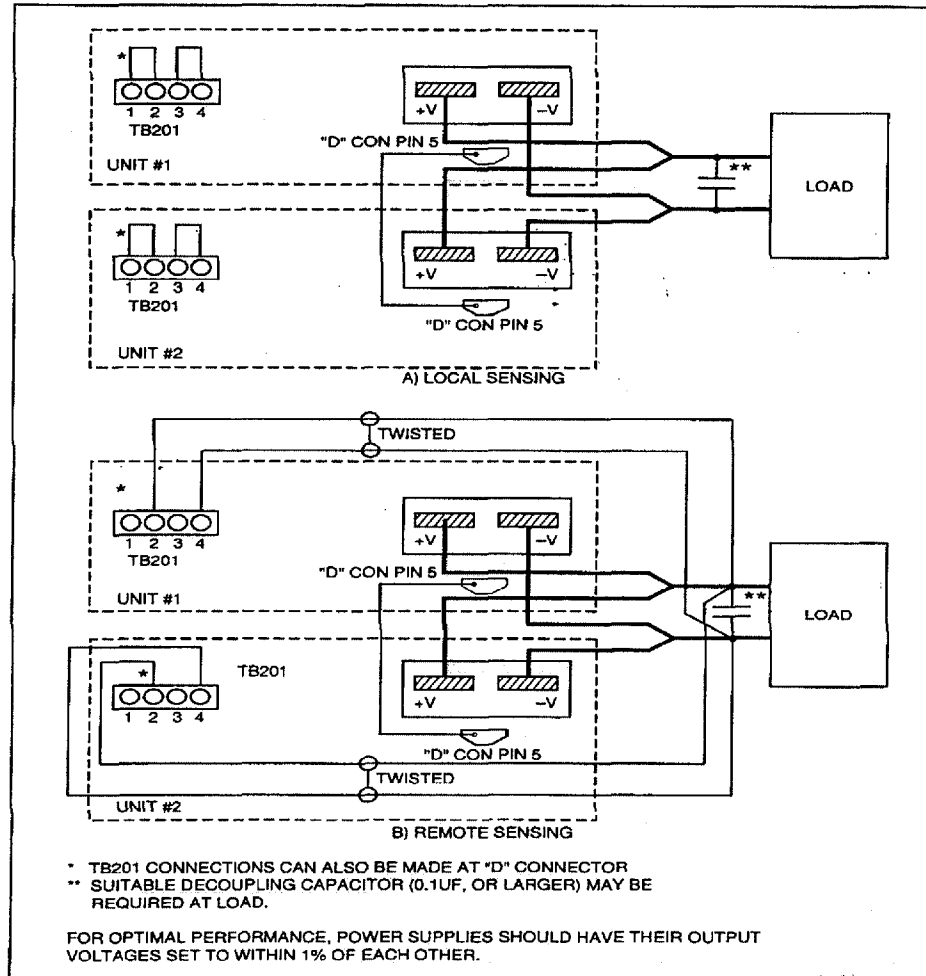 *
1 2 3 4
TB201
UNIT #1
+V -V
"D" CON PIN 5
**
LOAD
*
1 2 3 4
TB201
UNIT #2
+V -V
"D" CON PIN 5
A) LOCAL SENSING
TWISTED
*
1 2 3 4
TB201
UNIT #1
+V -V
"D" CON PIN 5
**
LOAD
*
TB201
1 2 3 4
UNIT #2
+V -V
"D" CON PIN 5
TWISTED
B) REMOTE SENSING
* TB201 CONNECTIONS CAN ALSO BE MADE AT "D" CONNECTOR
** SUITABLE DECOUPLING CAPACITOR (0.1UF, OR LARGER) MAY BE
REQUIRED AT LOAD.
FOR OPTIMAL PERFORMANCE, POWER SUPPLIES SHOULD HAVE THEIR OUTPUT
VOLTAGES SET TO WITHIN 1% OF EACH OTHER.